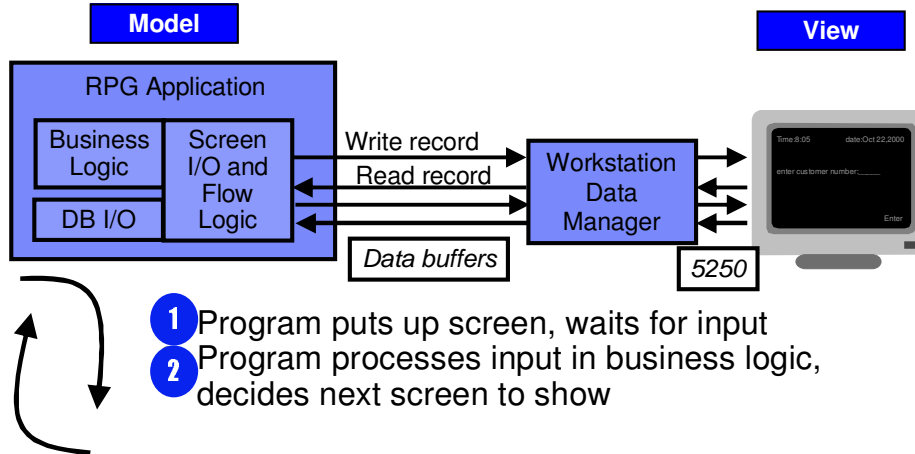 Model
View
RPG Application
Business
Logic
DB I/O
Screen
I/O and
Flow
Logic
Write record
Read record
Data buffers
Workstation
Data
Manager
5250
Time:8:05 date:Oct 22,2000
enter customer number:_____
Enter
1 Program puts up screen, waits for input
2 Program processes input in business logic,
decides next screen to show